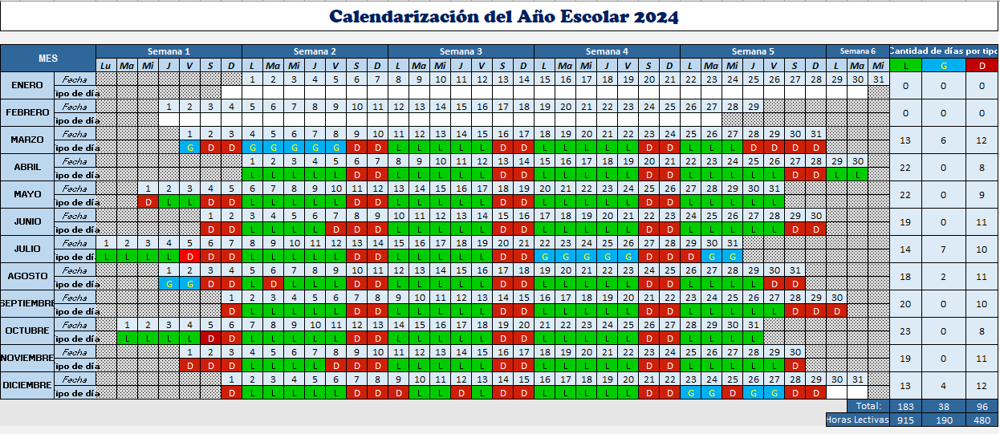 Calendarización del Año Escolar 2024
MES Semana 1 Semana 2 Semana 3 Semana 4 Semana 5 Semana 6 Cantidad de días por tipo
Lu Ma Mi J V S D L Ma Mi J V S D L Ma Mi J V S D L Ma Mi J V S D L Ma Mi J V S D L Ma Mi L G D
ENERO Fecha 1 2 3 4 5 6 7 8 9 10 11 12 13 14 15 16 17 18 19 20 21 22 23 24 25 26 27 28 29 30 31 0 0 0
ipo de día
FEBRERO Fecha 1 2 3 4 5 6 7 8 9 10 11 12 13 14 15 16 17 18 19 20 21 22 23 24 25 26 27 28 29 0 0 0
ipo de día
MARZO Fecha 1 2 3 4 5 6 7 8 9 10 11 12 13 14 15 16 17 18 19 20 21 22 23 24 25 26 27 28 29 30 31 13 6 12
ipo de día G D D G G G G G D D L L L L L D D L L L L L D D L L L D D D D
ABRIL Fecha 1 2 3 4 5 6 7 8 9 10 11 12 13 14 15 16 17 18 19 20 21 22 23 24 25 26 27 28 29 30 22 0 8
ipo de día L L L L L D D L L L L L D D L L L L L D D L L L L L D D L L
MAYO Fecha 1 2 3 4 5 6 7 8 9 10 11 12 13 14 15 16 17 18 19 20 21 22 23 24 25 26 27 28 29 30 31 22 0 9
ipo de día D L L D D L L L L L D D L L L L L D D L L L L L D D L L L L L
JUNIO Fecha 1 2 3 4 5 6 7 8 9 10 11 12 13 14 15 16 17 18 19 20 21 22 23 24 25 26 27 28 29 30 19 0 11
ipo de día D D L L L L D D D L L L L L D D L L L L L D D L L L L L D D
JULIO Fecha 1 2 3 4 5 6 7 8 9 10 11 12 13 14 15 16 17 18 19 20 21 22 23 24 25 26 27 28 29 30 31 14 7 10
ipo de día L L L L D D D L L L L L D D L L L L L D D G G G G G D D D G G
AGOSTO Fecha 1 2 3 4 5 6 7 8 9 10 11 12 13 14 15 16 17 18 19 20 21 22 23 24 25 26 27 28 29 30 31 18 2 11
ipo de día G G D D L D L L L D D L L L L L D D L L L L L D D L L L L D D
SEPTIEMBRE Fecha 1 2 3 4 5 6 7 8 9 10 11 12 13 14 15 16 17 18 19 20 21 22 23 24 25 26 27 28 29 30 20 0 10
ipo de día D L L L L L D D L L L L L D D L L L L L D D L L L L L D D D
OCTUBRE Fecha 1 2 3 4 5 6 7 8 9 10 11 12 13 14 15 16 17 18 19 20 21 22 23 24 25 26 27 28 29 30 31 23 0 8
ipo de día L L L L D D L L L L L D D L L L L L D D L L L L L D D L L L L
NOVIEMBRE Fecha 1 2 3 4 5 6 7 8 9 10 11 12 13 14 15 16 17 18 19 20 21 22 23 24 25 26 27 28 29 30 19 0 11
ipo de día D D D L L L L D D D L L L L L D D L L L L L D D L L L L L D
DICIEMBRE Fecha 1 2 3 4 5 6 7 8 9 10 11 12 13 14 15 16 17 18 19 20 21 22 23 24 25 26 27 28 29 30 31 13 4 12
ipo de día D L L L L L D D D L L D L D D L L L L L D D G G D G G D D
Total: 183 38 96
Horas Lectivas 915 190 480